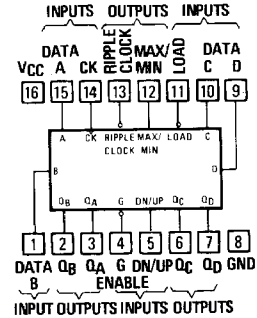 INPUTS OUTPUTS INPUTS
DATA RIPPLE CLOCK MAX/ LOAD DATA
VCC A CK MIN C D
16 15 14 13 12 11 10 9
A CK RIPPLE MAX/ LOAD C
CLOCK MIN
B D
QB QA G DN/UP QC QD
1 2 3 4 5 6 7 8
DATA QB QA G DN/UP QC QD GND
B ENABLE
INPUT OUTPUTS INPUTS OUTPUTS